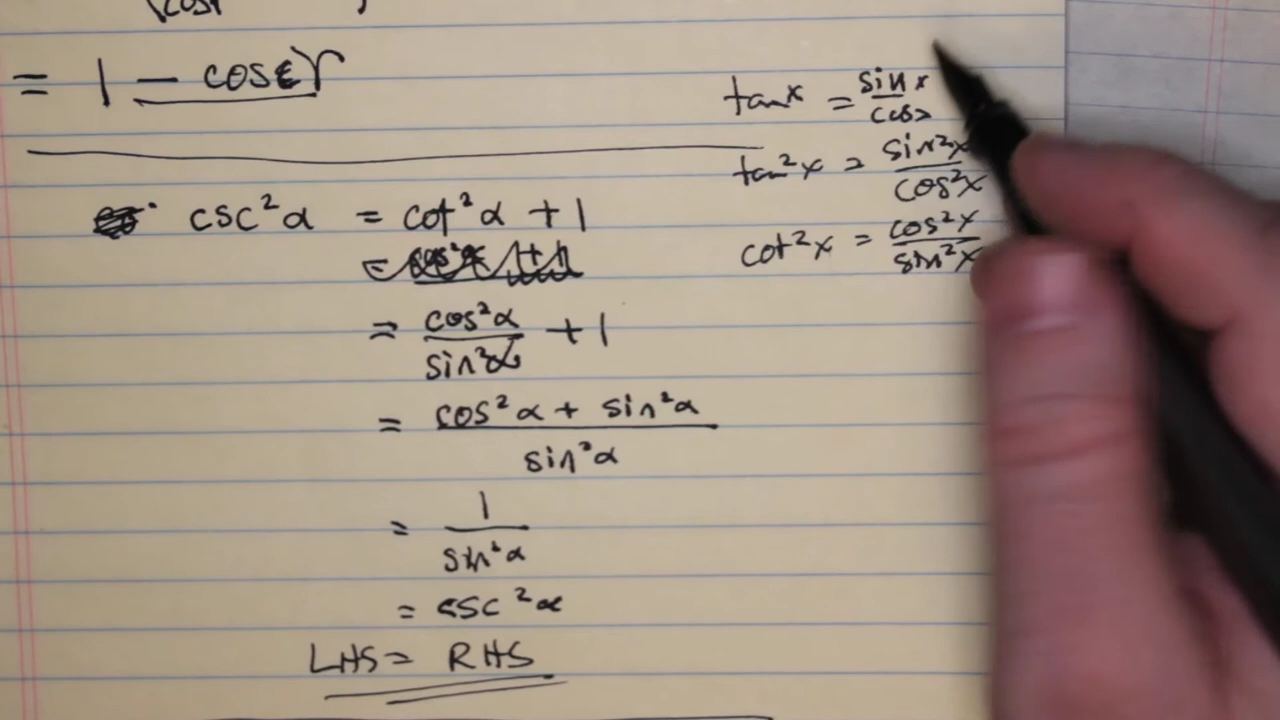 = 1 - cosεγ
tan x = sin x / cos
tan²x = sin²x / cos²x
cot²x = cos²x / sin²x
csc²α = cot²α + 1
= cos²α / sin²α + 1
= cos²α + sin²α / sin²α
= 1 / sin²α
= csc²α
LHS = RHS